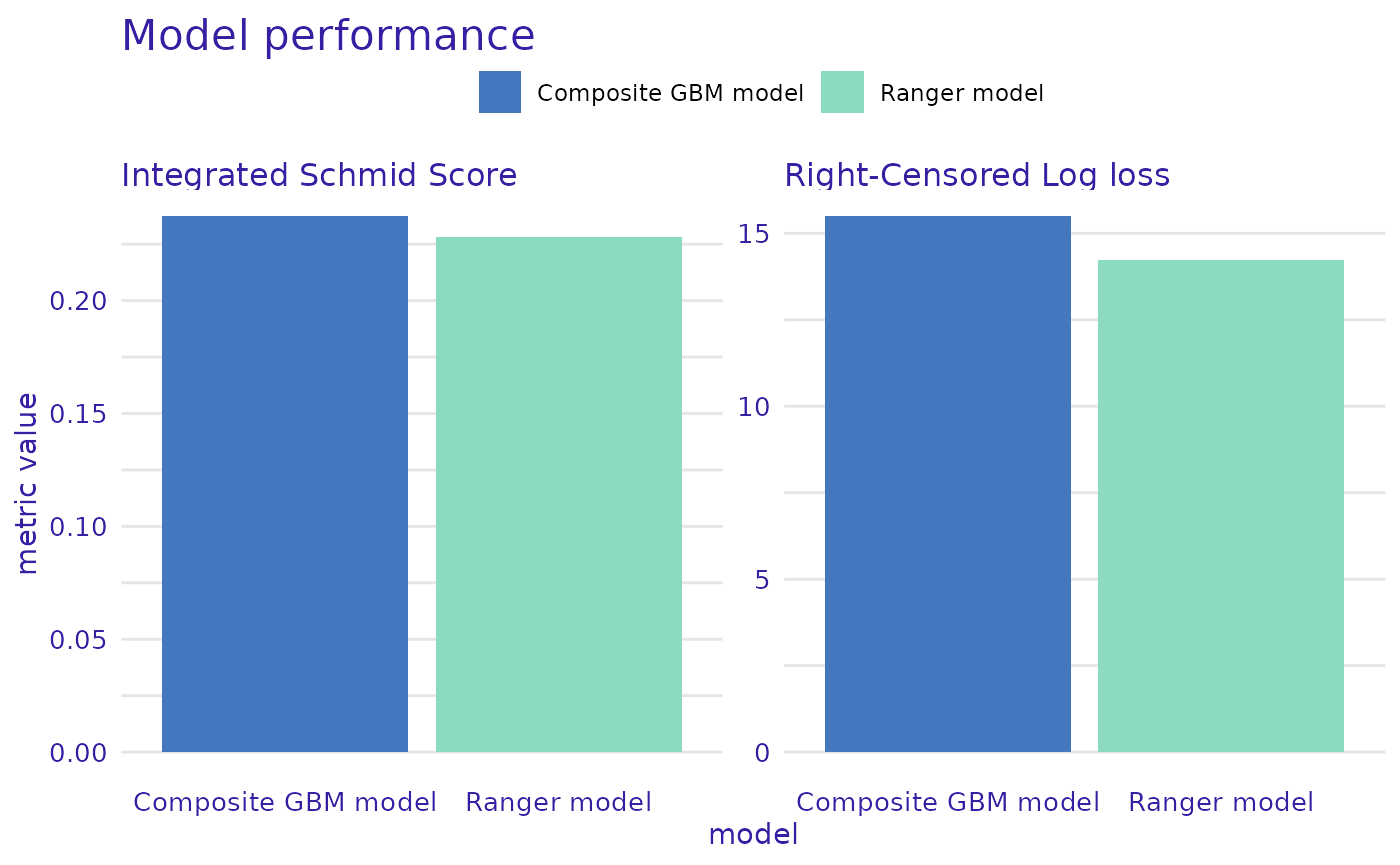 Model performance
Composite GBM model Ranger model
Integrated Schmid Score
0.20
0.15
0.10
0.05
0.00
metric value
Composite GBM model Ranger model
Right-Censored Log loss
15
10
5
0
Composite GBM model Ranger model
model